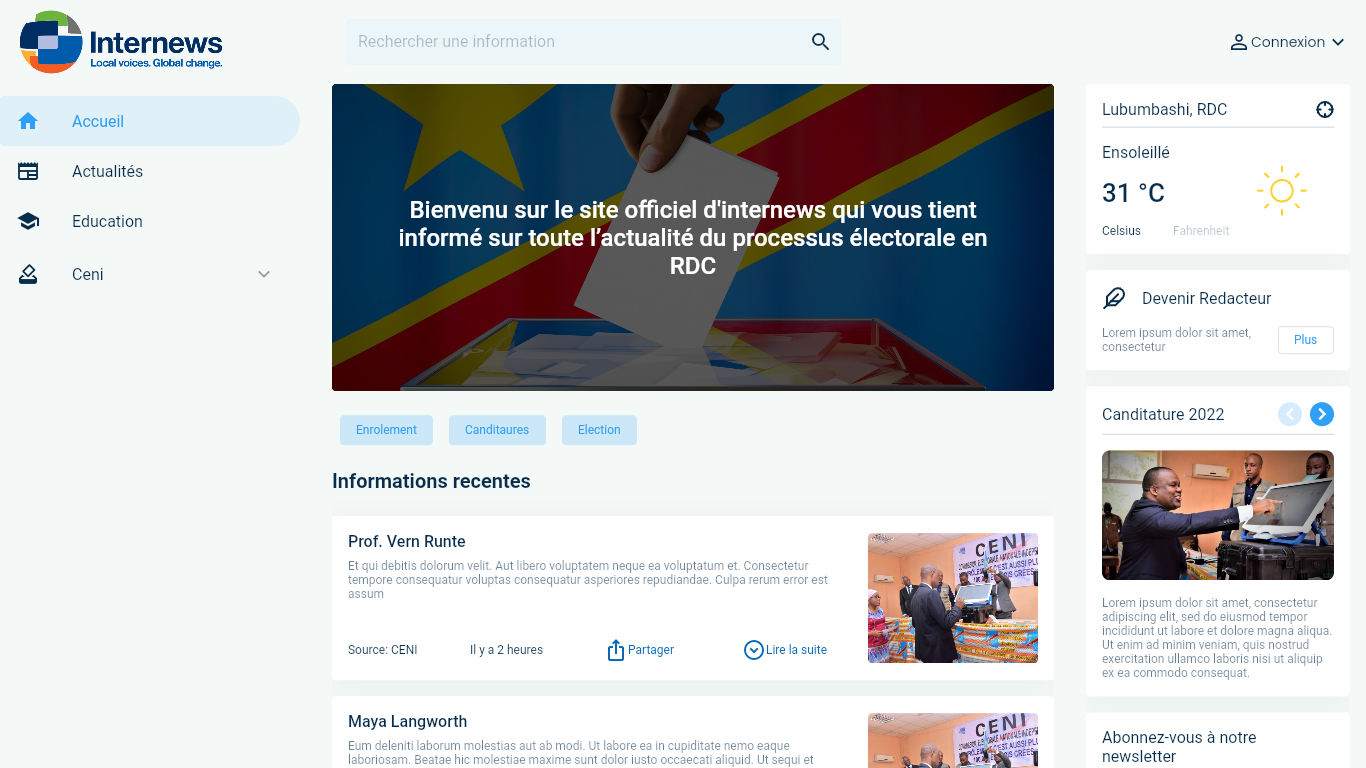 Internews
Local voices. Global change.
Rechercher une information
Connexion
Accueil
Actualités
Education
Ceni
Bienvenu sur le site officiel d'internews qui vous tient
informé sur toute l’actualité du processus électorale en
RDC
Enrolement
Canditaures
Election
Informations recentes
Prof. Vern Runte
Et qui debitis dolorum velit. Aut libero voluptatem neque ea voluptatum et. Consectetur
tempore consequatur voluptas consequatur asperiores repudiandae. Culpa rerum error est
assum
Source: CENI
Il y a 2 heures
Partager
Lire la suite
CENI
Maya Langworth
Eum deleniti laborum molestias aut ab modi. Ut labore ea in cupiditate nemo eaque
laboriosam. Beatae hic molestiae maxime sunt dolor iusto occaecati aliquid. Ut sequi et
CENI
Lubumbashi, RDC
Ensoleillé
31 °C
Celsius
Fahrenheit
Devenir Redacteur
Lorem ipsum dolor sit amet,
consectetur
Plus
Canditature 2022
Lorem ipsum dolor sit amet, consectetur
adipiscing elit, sed do eiusmod tempor
incididunt ut labore et dolore magna aliqua.
Ut enim ad minim veniam, quis nostrud
exercitation ullamco laboris nisi ut aliquip
ex ea commodo consequat.
Abonnez-vous à notre
newsletter